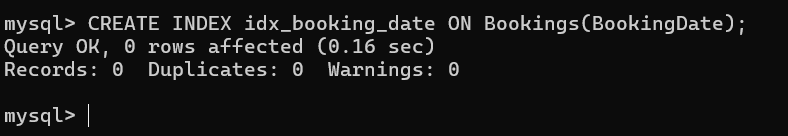 mysql> CREATE INDEX idx_booking_date ON Bookings(BookingDate);
Query OK, 0 rows affected (0.16 sec)
Records: 0  Duplicates: 0  Warnings: 0
mysql>